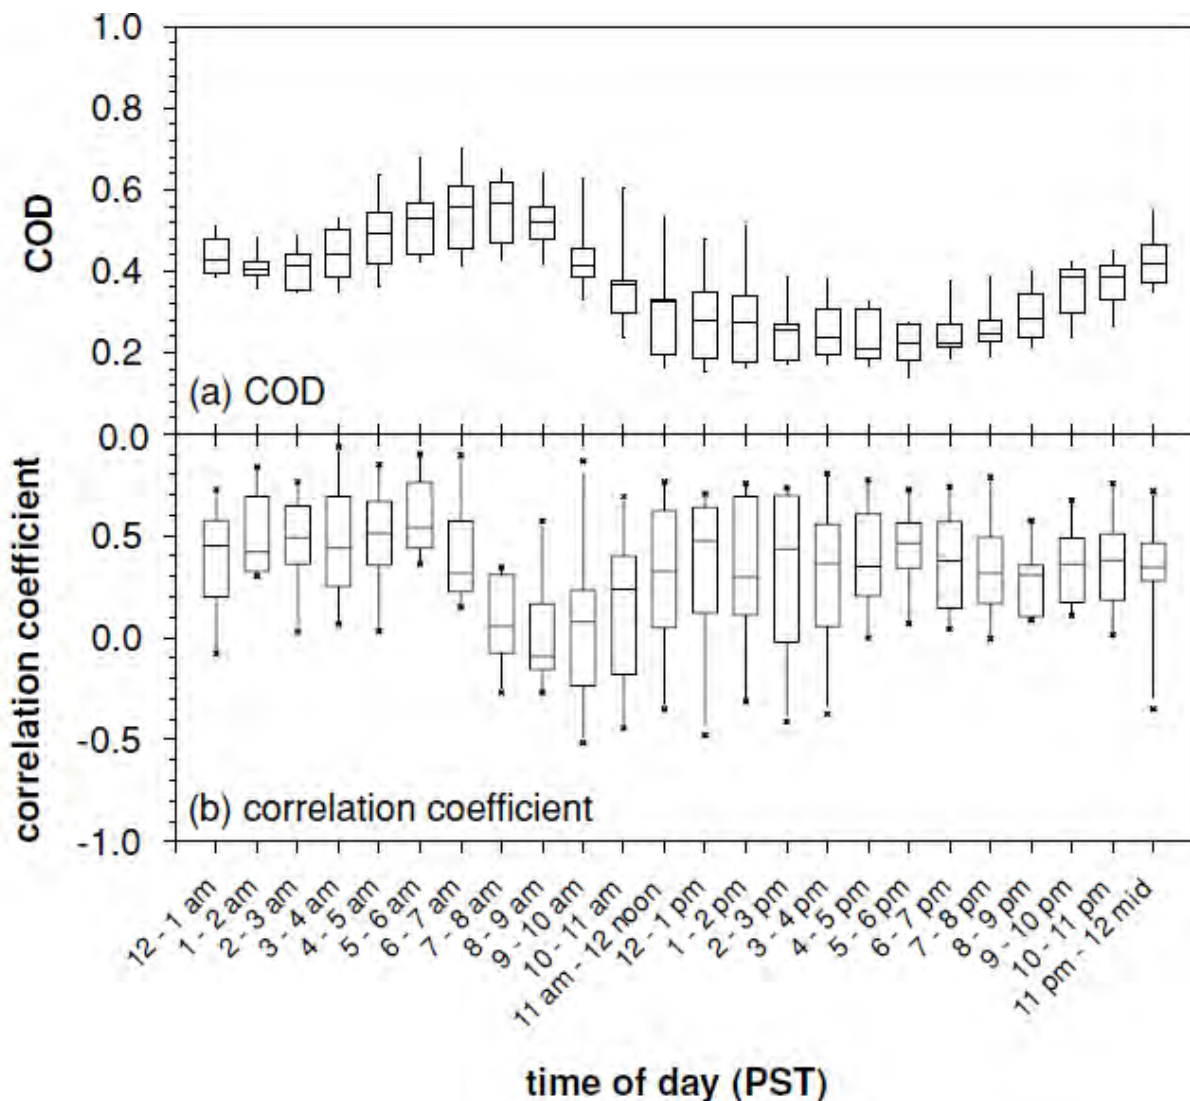 1.0
0.8
0.6
0.4
0.2
0.0
COD
(a) COD
0.5
0.0
-0.5
-1.0
correlation coefficient
(b) correlation coefficient
12 - 1 am
1 - 2 am
2 - 3 am
3 - 4 am
4 - 5 am
5 - 6 am
6 - 7 am
7 - 8 am
8 - 9 am
9 - 10 am
10 - 11 am
11 am - 12 noon
12 - 1 pm
1 - 2 pm
2 - 3 pm
3 - 4 pm
4 - 5 pm
5 - 6 pm
6 - 7 pm
7 - 8 pm
8 - 9 pm
9 - 10 pm
10 - 11 pm
11 pm - 12 mid
time of day (PST)